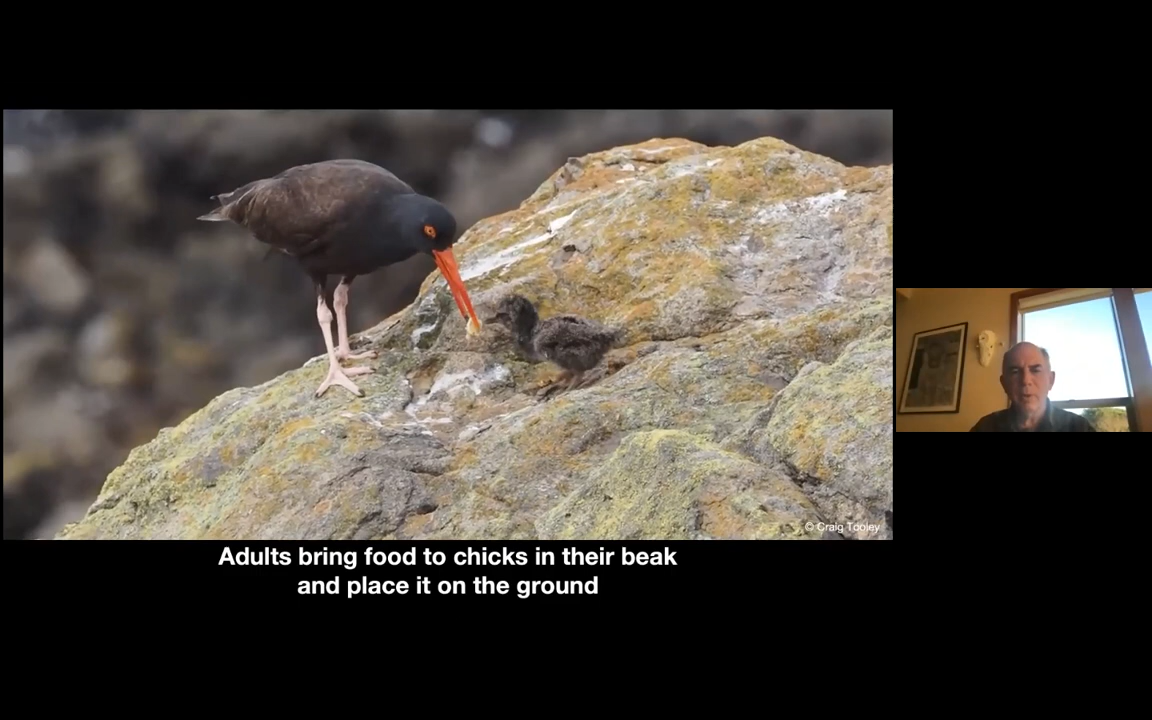 © Craig Tooley
Adults bring food to chicks in their beak
and place it on the ground